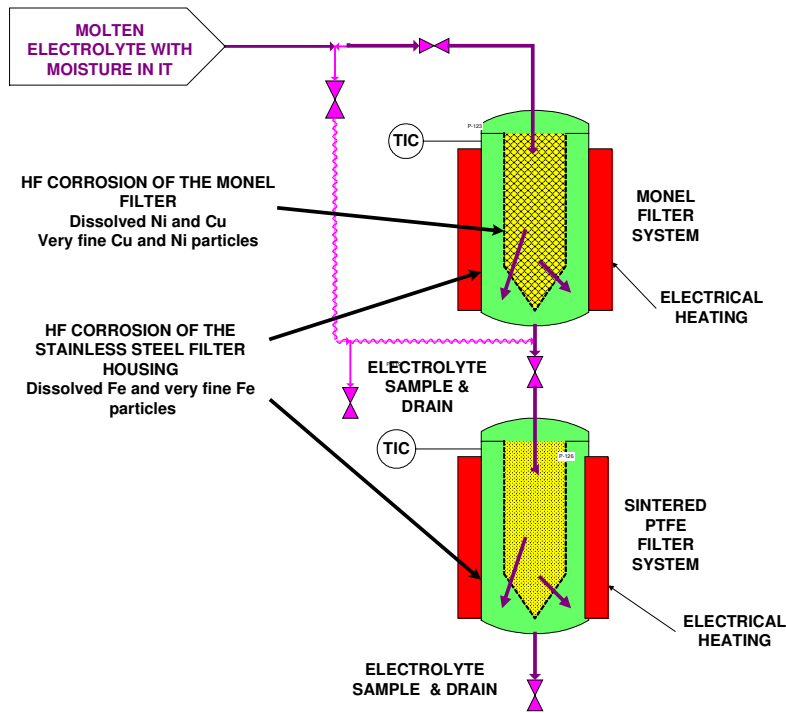 MOLTEN
ELECTROLYTE WITH
MOISTURE IN IT
P-123
TIC
HF CORROSION OF THE MONEL
FILTER
Dissolved Ni and Cu
Very fine Cu and Ni particles
MONEL
FILTER
SYSTEM
ELECTRICAL
HEATING
HF CORROSION OF THE
STAINLESS STEEL FILTER
HOUSING
Dissolved Fe and very fine Fe
particles
ELECTROLYTE
SAMPLE &
DRAIN
TIC
P-126
SINTERED
PTFE
FILTER
SYSTEM
ELECTRICAL
HEATING
ELECTROLYTE
SAMPLE & DRAIN